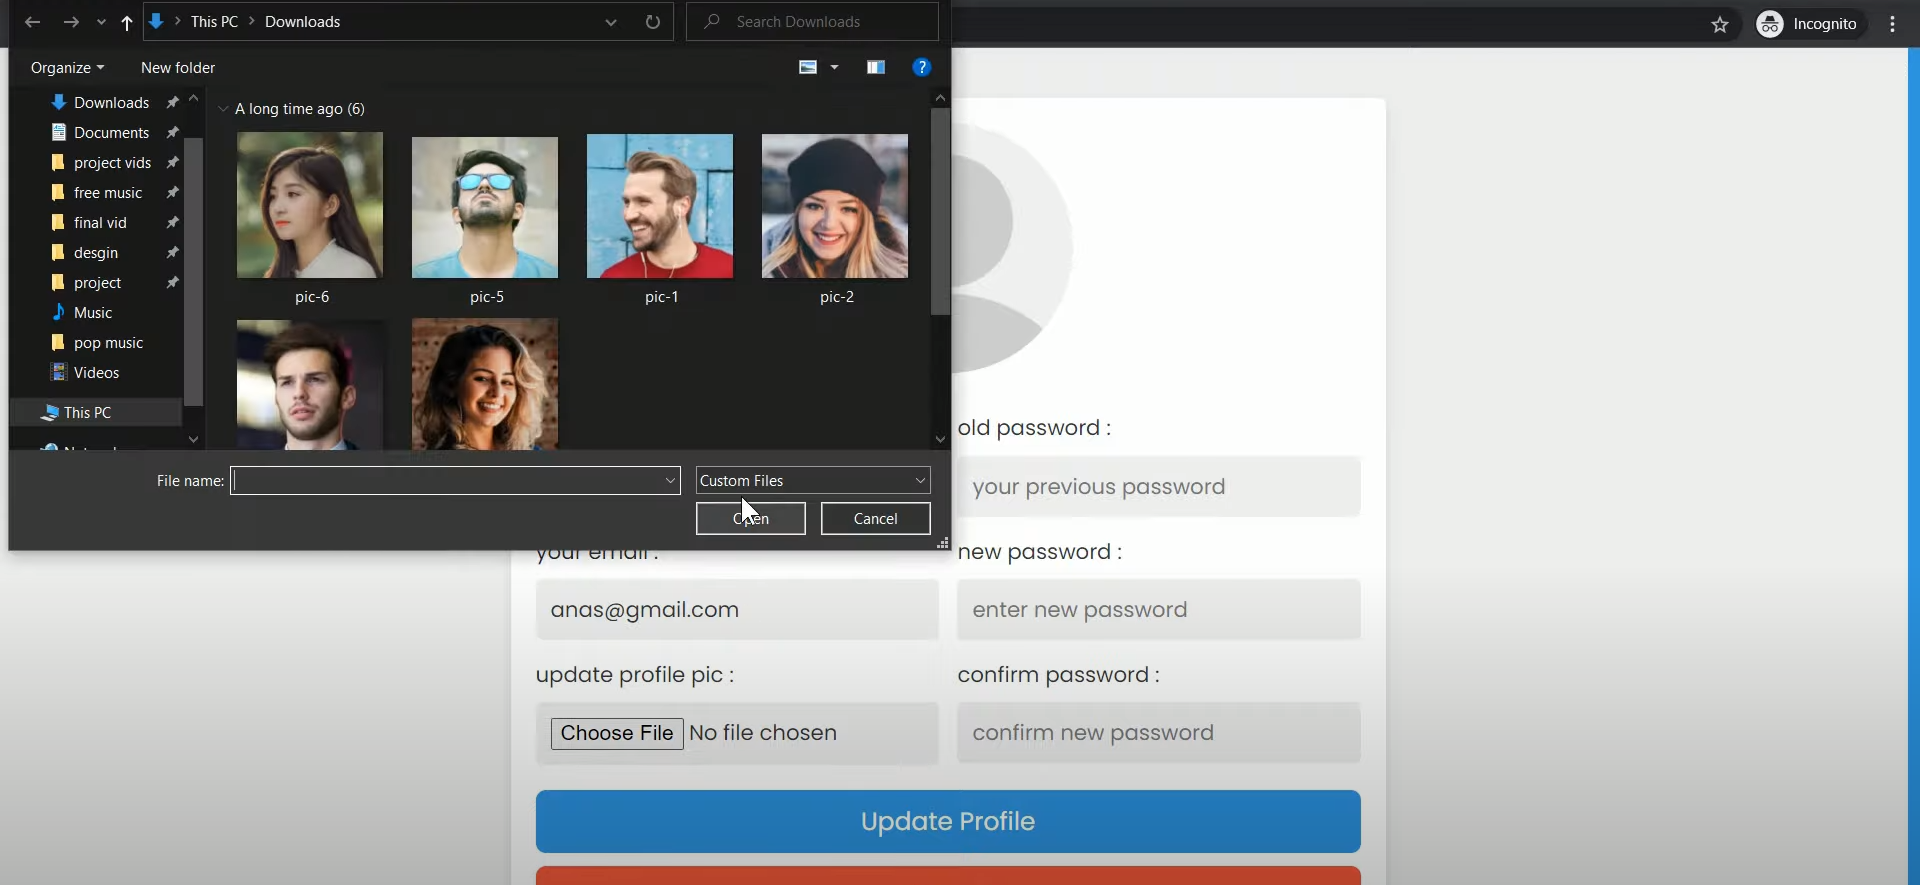 This PC > Downloads
Search Downloads
Incognito
Organize
New folder
?
Downloads
Documents
project vids
free music
final vid
desgin
project
Music
pop music
Videos
This PC
A long time ago (6)
pic-6
pic-5
pic-1
pic-2
File name:
Custom Files
Open
Cancel
old password :
your previous password
your email :
new password :
anas@gmail.com
enter new password
update profile pic :
confirm password :
Choose File No file chosen
confirm new password
Update Profile